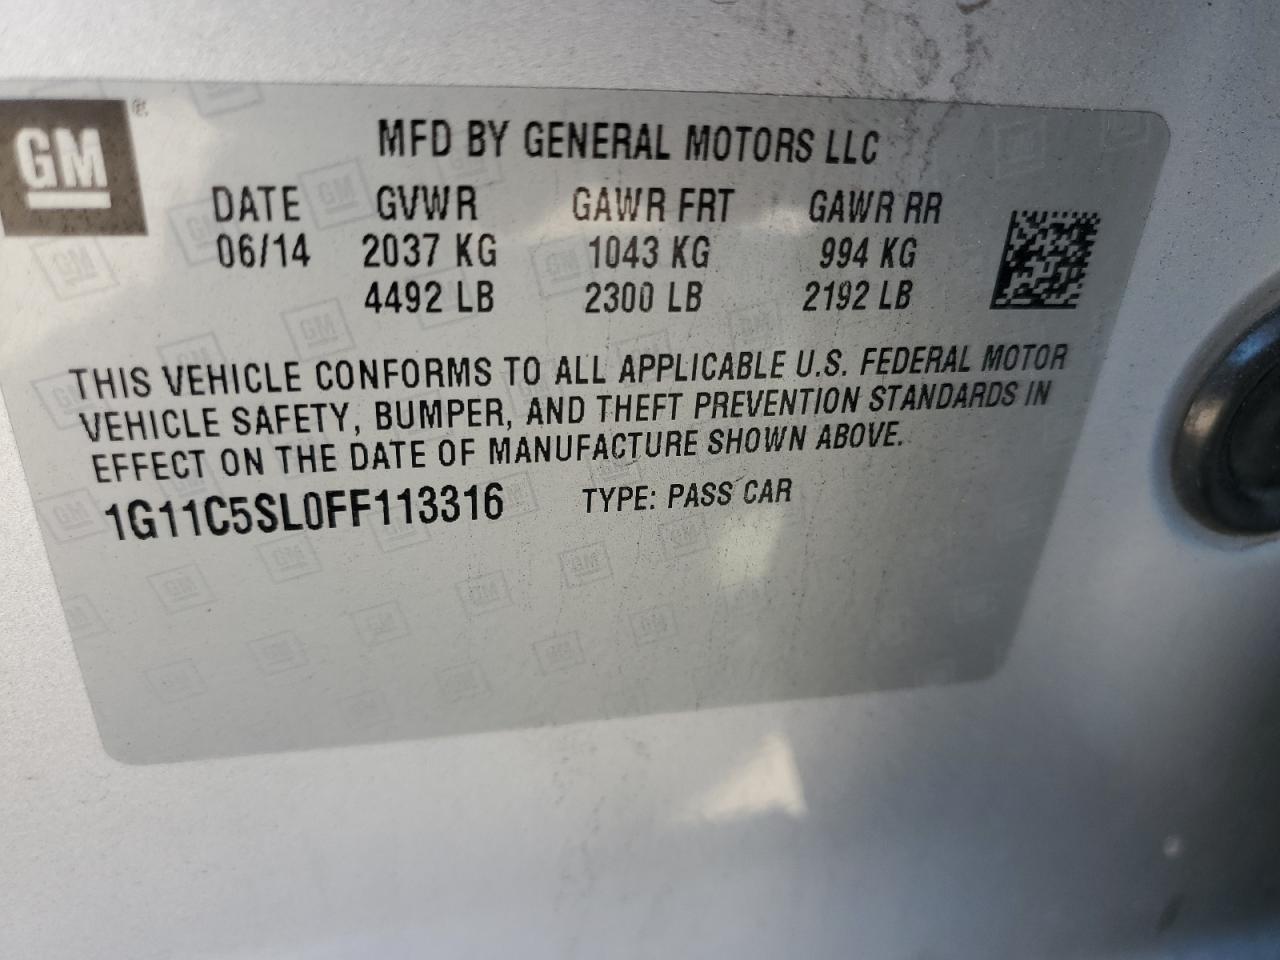 GM ®
MFD BY GENERAL MOTORS LLC
DATE GVWR GAWR FRT GAWR RR
06/14 2037 KG 1043 KG 994 KG
4492 LB 2300 LB 2192 LB
THIS VEHICLE CONFORMS TO ALL APPLICABLE U.S. FEDERAL MOTOR
VEHICLE SAFETY, BUMPER, AND THEFT PREVENTION STANDARDS IN
EFFECT ON THE DATE OF MANUFACTURE SHOWN ABOVE.
1G11C5SL0FF113316 TYPE: PASS CAR